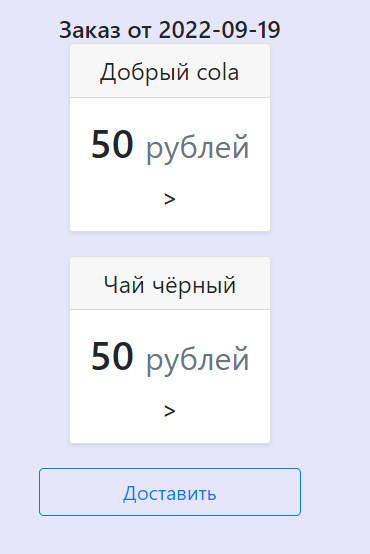 Заказ от 2022-09-19
Добрый cola
50 рублей
>
Чай чёрный
50 рублей
>
Доставить